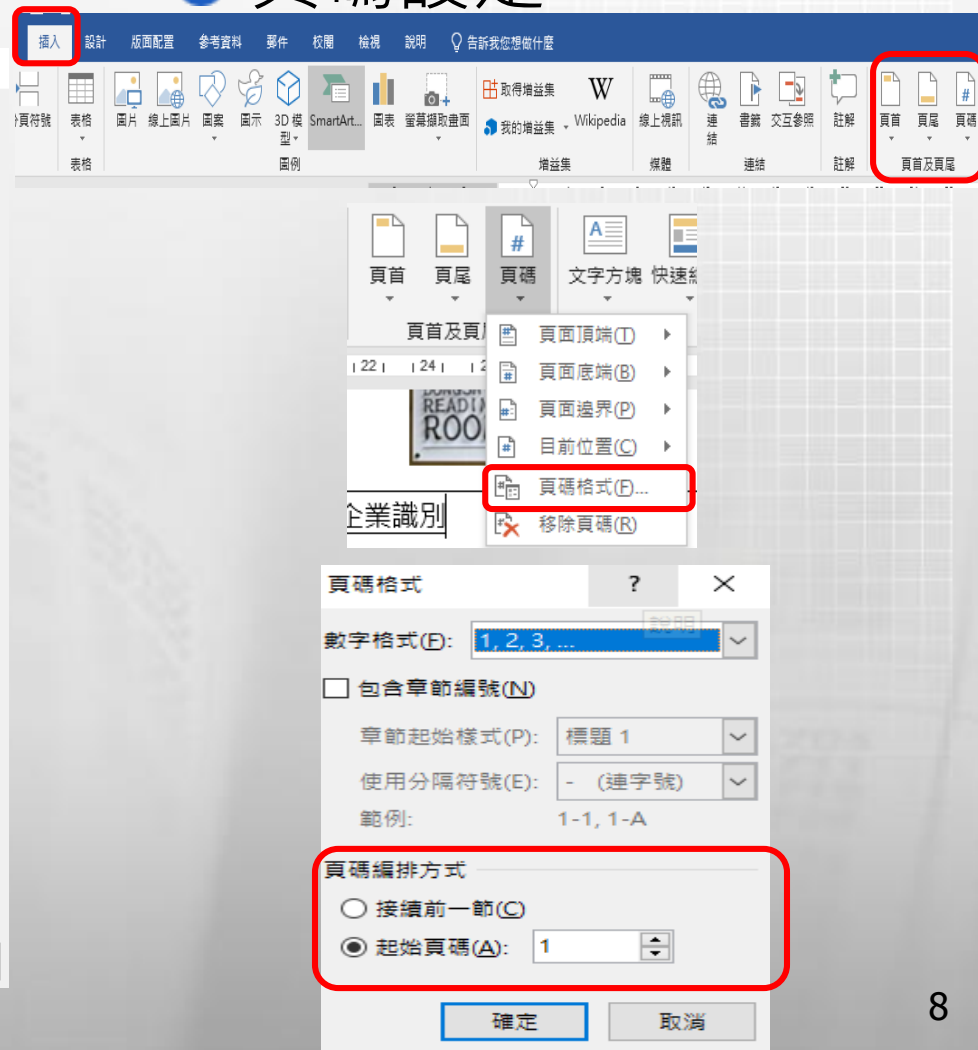 頁碼設定
插入 設計 版面配置 參考資料 郵件 校閱 檢視 說明 告訴我您想做什麼
頁符號 表格 圖片 線上圖片 圖案 圖示 3D 模型 SmartArt... 圖表 螢幕擷取畫面 取得增益集 我的增益集 Wikipedia 線上視訊 連結 書籤 交互參照 註解 頁首 頁尾 頁碼
表格 圖例 增益集 媒體 連結 註解 頁首及頁尾
頁首 頁尾 頁碼 文字方塊 快速
頁首及頁
22 24
頁面頂端(T)
頁面底端(B)
頁面邊界(P)
目前位置(C)
頁碼格式(F)...
移除頁碼(R)
READI
ROO
企業識別
頁碼格式 ? ×
說明
數字格式(F): 1, 2, 3, ...
包含章節編號(N)
章節起始樣式(P): 標題 1
使用分隔符號(E): - (連字號)
範例: 1-1, 1-A
頁碼編排方式
接續前一節(C)
起始頁碼(A): 1
確定 取消
8